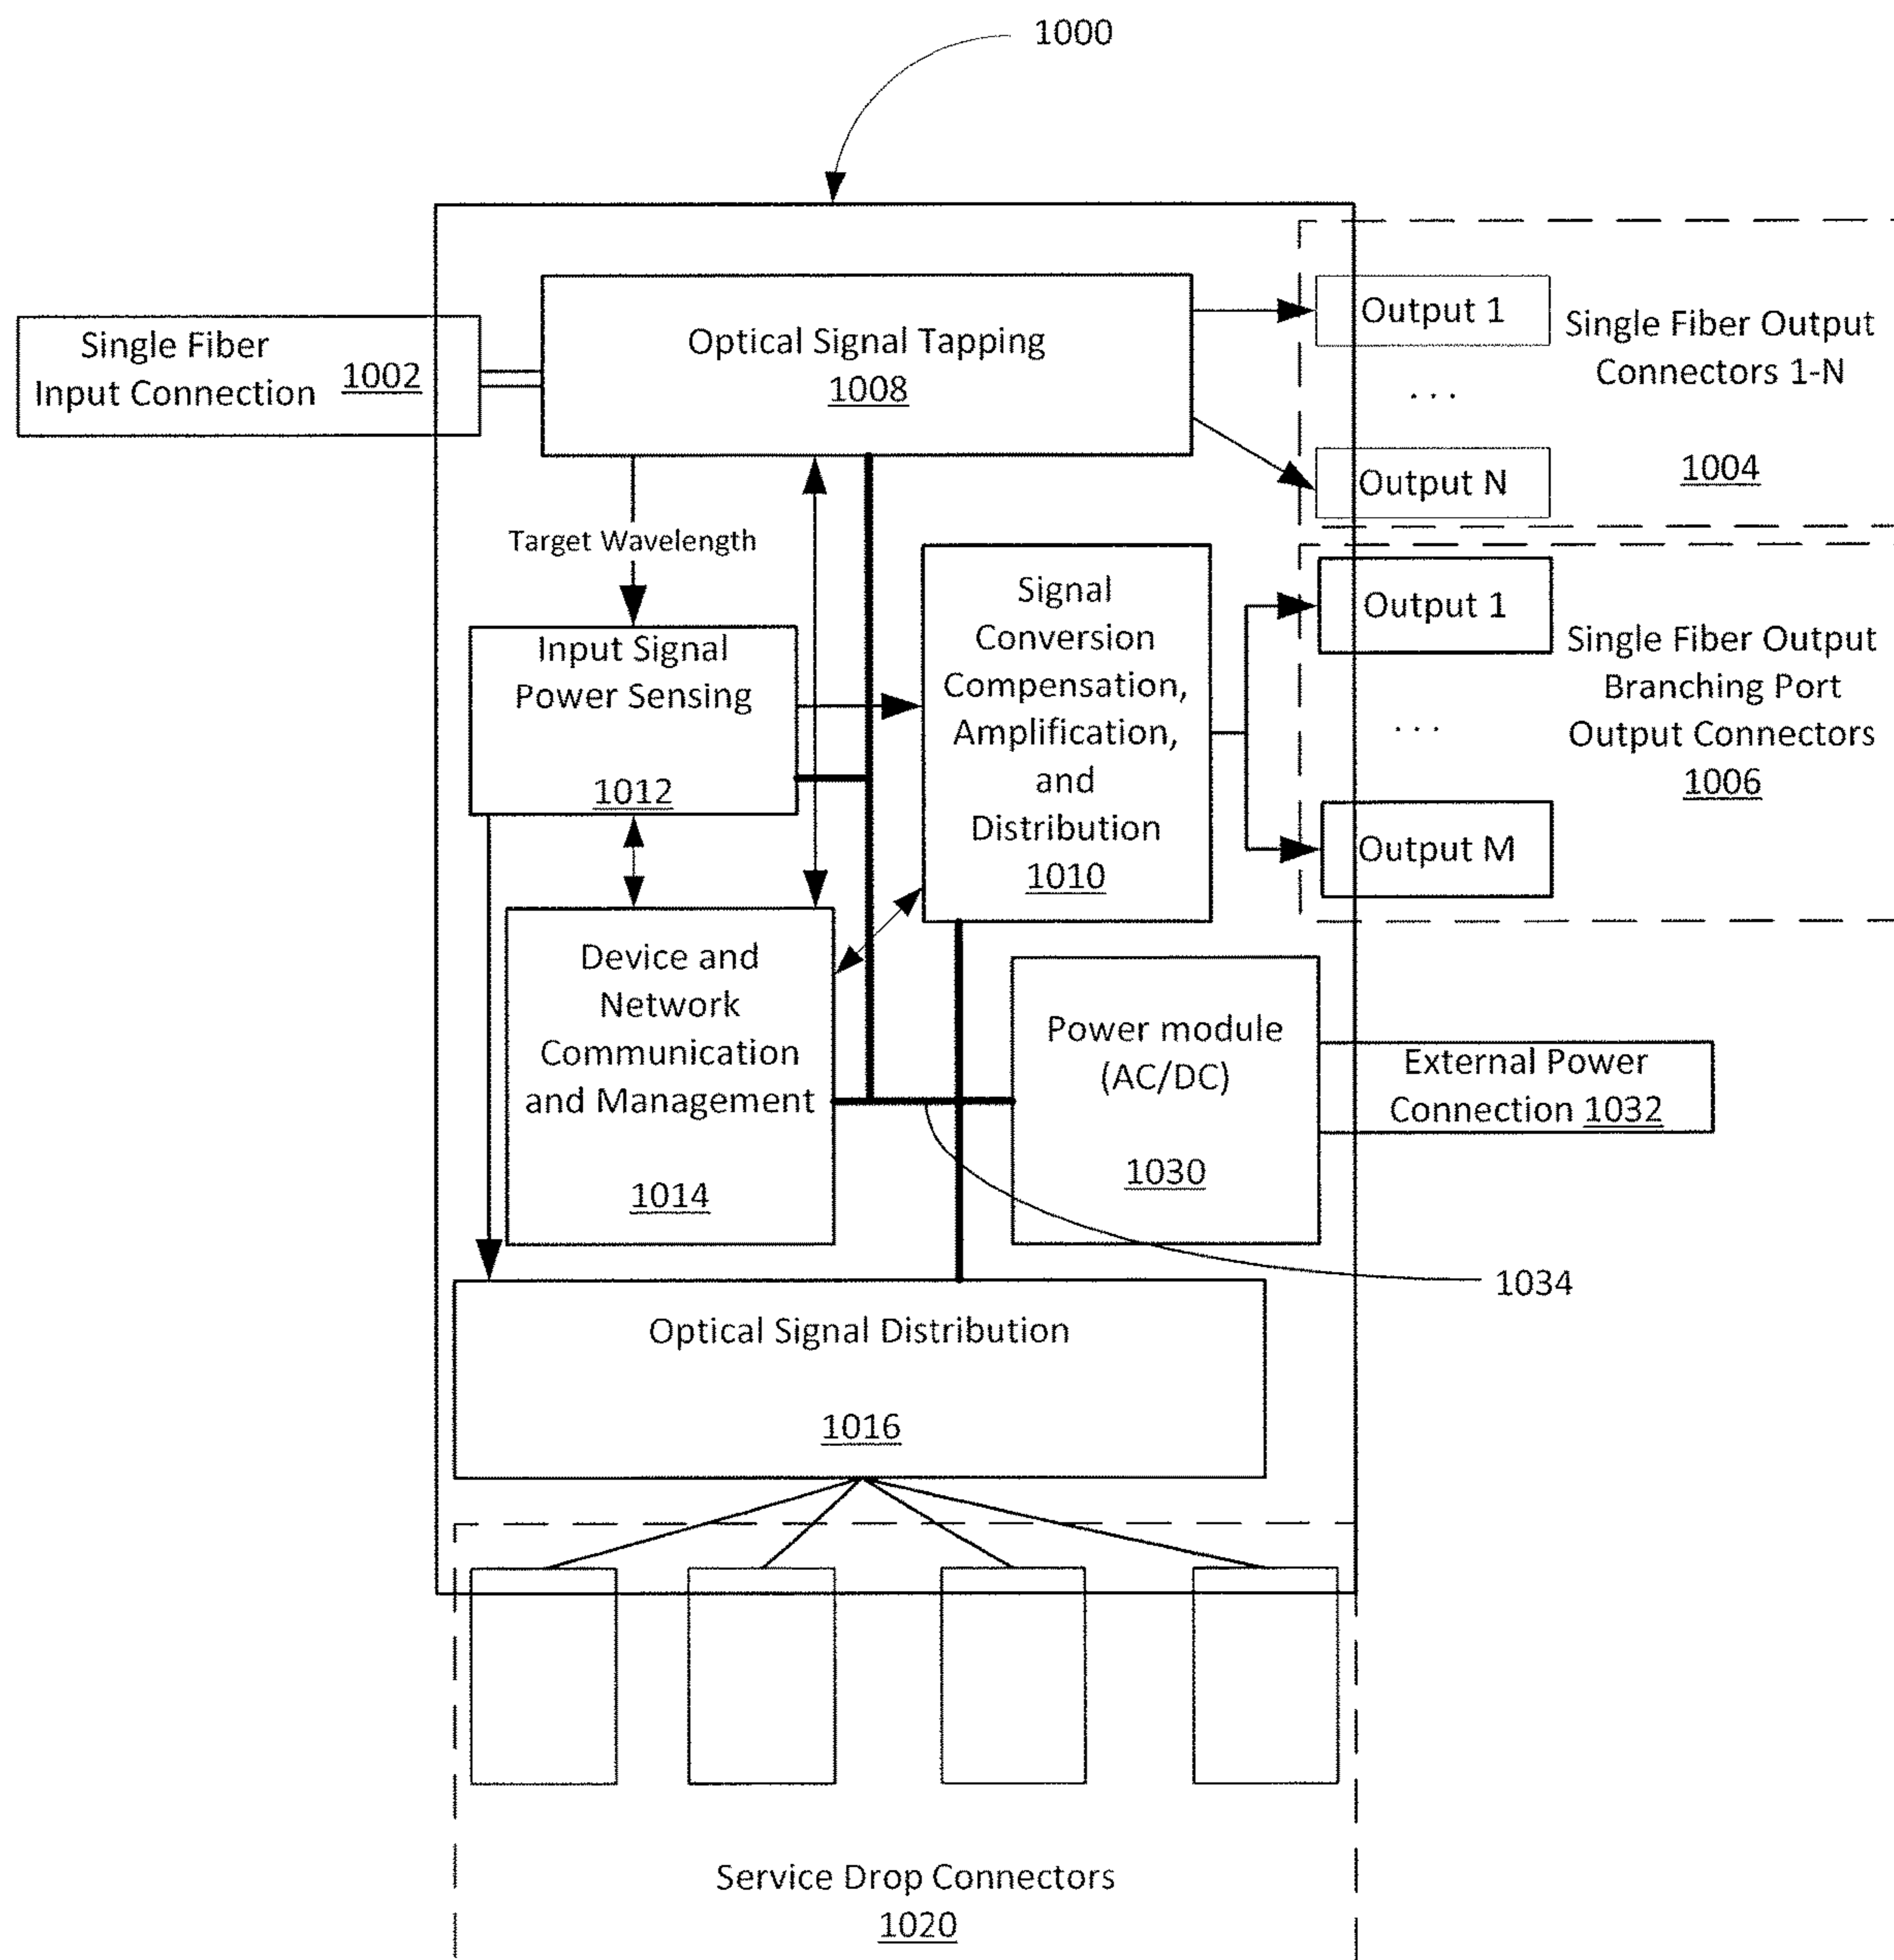 1000
Single Fiber
Input Connection 1002
Optical Signal Tapping
1008
Output 1
...
Output N
Single Fiber Output
Connectors 1-N
1004
Target Wavelength
Input Signal
Power Sensing
1012
Signal
Conversion
Compensation,
Amplification,
and
Distribution
1010
Output 1
...
Output M
Single Fiber Output
Branching Port
Output Connectors
1006
Device and
Network
Communication
and Management
1014
Power module
(AC/DC)
1030
External Power
Connection 1032
1034
Optical Signal Distribution
1016
Service Drop Connectors
1020